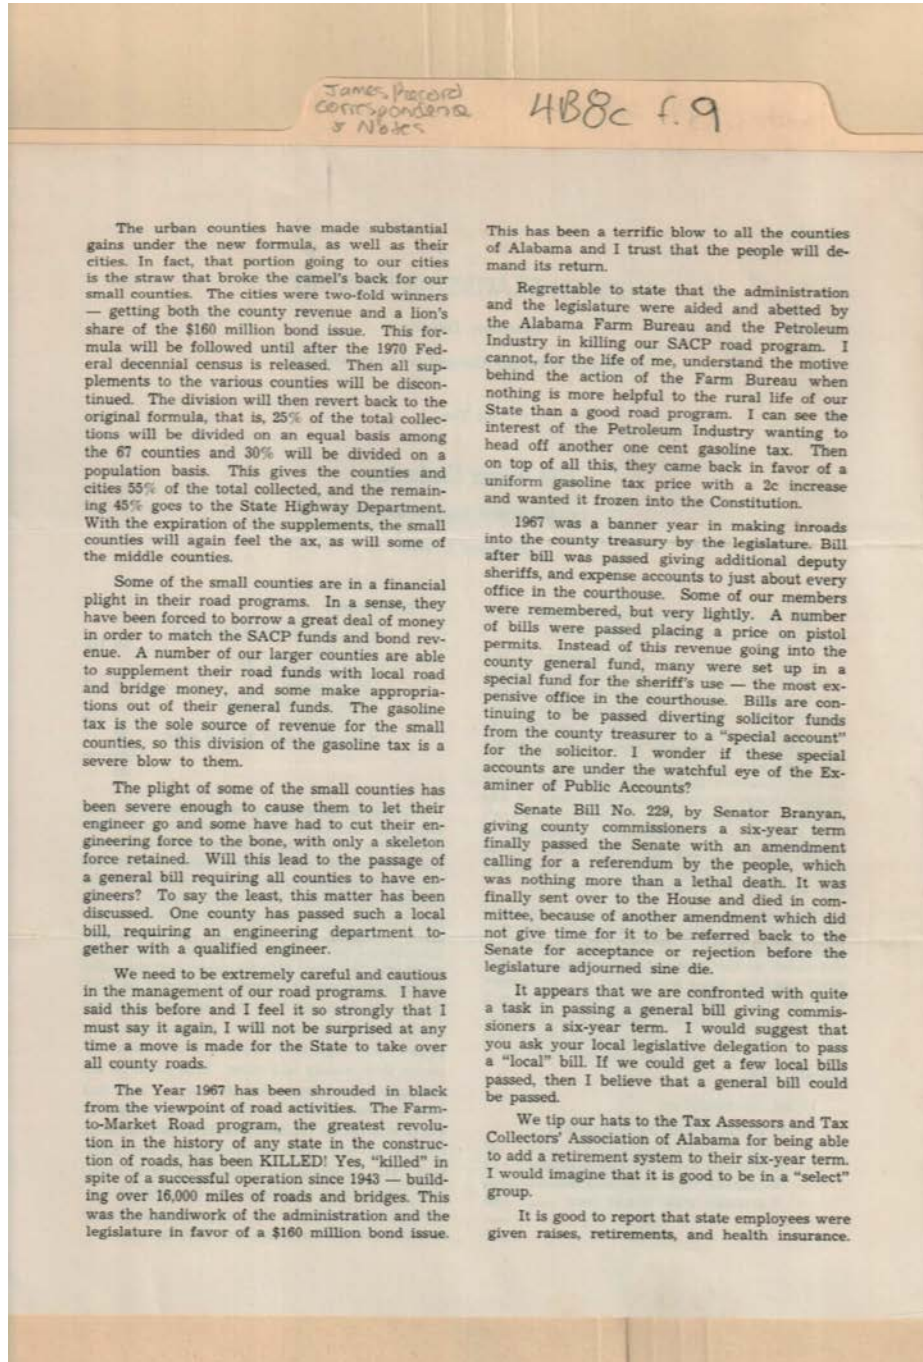 James Record
Correspondence
& Notes
4B8c f.9
The urban counties have made substantial
gains under the new formula, as well as their
cities. In fact, that portion going to our cities
is the straw that broke the camel's back for our
small counties. The cities were two-fold winners
— getting both the county revenue and a lion's
share of the $160 million bond issue. This for-
mula will be followed until after the 1970 Fed-
eral decennial census is released. Then all sup-
plements to the various counties will be discon-
tinued. The division will then revert back to the
original formula, that is, 25% of the total collec-
tions will be divided on an equal basis among
the 67 counties and 30% will be divided on a
population basis. This gives the counties and
cities 55% of the total collected, and the remain-
ing 45% goes to the State Highway Department.
With the expiration of the supplements, the small
counties will again feel the ax, as will some of
the middle counties.
Some of the small counties are in a financial
plight in their road programs. In a sense, they
have been forced to borrow a great deal of money
in order to match the SACP funds and bond rev-
enue. A number of our larger counties are able
to supplement their road funds with local road
and bridge money, and some make appropria-
tions out of their general funds. The gasoline
tax is the sole source of revenue for the small
counties, so this division of the gasoline tax is a
severe blow to them.
The plight of some of the small counties has
been severe enough to cause them to let their
engineer go and some have had to cut their en-
gineering force to the bone, with only a skeleton
force retained. Will this lead to the passage of
a general bill requiring all counties to have en-
gineers? To say the least, this matter has been
discussed. One county has passed such a local
bill, requiring an engineering department to-
gether with a qualified engineer.
We need to be extremely careful and cautious
in the management of our road programs. I have
said this before and I feel it so strongly that I
must say it again, I will not be surprised at any
time a move is made for the State to take over
all county roads.
The Year 1967 has been shrouded in black
from the viewpoint of road activities. The Farm-
to-Market Road program, the greatest revolu-
tion in the history of any state in the construc-
tion of roads, has been KILLED! Yes, "killed" in
spite of a successful operation since 1943 — build-
ing over 16,000 miles of roads and bridges. This
was the handiwork of the administration and the
legislature in favor of a $160 million bond issue.
This has been a terrific blow to all the counties
of Alabama and I trust that the people will de-
mand its return.
Regrettable to state that the administration
and the legislature were aided and abetted by
the Alabama Farm Bureau and the Petroleum
Industry in killing our SACP road program. I
cannot, for the life of me, understand the motive
behind the action of the Farm Bureau when
nothing is more helpful to the rural life of our
State than a good road program. I can see the
interest of the Petroleum Industry wanting to
head off another one cent gasoline tax. Then
on top of all this, they came back in favor of a
uniform gasoline tax price with a 2c increase
and wanted it frozen into the Constitution.
1967 was a banner year in making inroads
into the county treasury by the legislature. Bill
after bill was passed giving additional deputy
sheriffs, and expense accounts to just about every
office in the courthouse. Some of our members
were remembered, but very lightly. A number
of bills were passed placing a price on pistol
permits. Instead of this revenue going into the
county general fund, many were set up in a
special fund for the sheriff's use — the most ex-
pensive office in the courthouse. Bills are con-
tinuing to be passed diverting solicitor funds
from the county treasurer to a "special account"
for the solicitor. I wonder if these special
accounts are under the watchful eye of the Ex-
aminer of Public Accounts?
Senate Bill No. 229, by Senator Branyan,
giving county commissioners a six-year term
finally passed the Senate with an amendment
calling for a referendum by the people, which
was nothing more than a lethal death. It was
finally sent over to the House and died in com-
mittee, because of another amendment which did
not give time for it to be referred back to the
Senate for acceptance or rejection before the
legislature adjourned sine die.
It appears that we are confronted with quite
a task in passing a general bill giving commis-
sioners a six-year term. I would suggest that
you ask your local legislative delegation to pass
a "local" bill. If we could get a few local bills
passed, then I believe that a general bill could
be passed.
We tip our hats to the Tax Assessors and Tax
Collectors' Association of Alabama for being able
to add a retirement system to their six-year term.
I would imagine that it is good to be in a "select"
group.
It is good to report that state employees were
given raises, retirements, and health insurance.